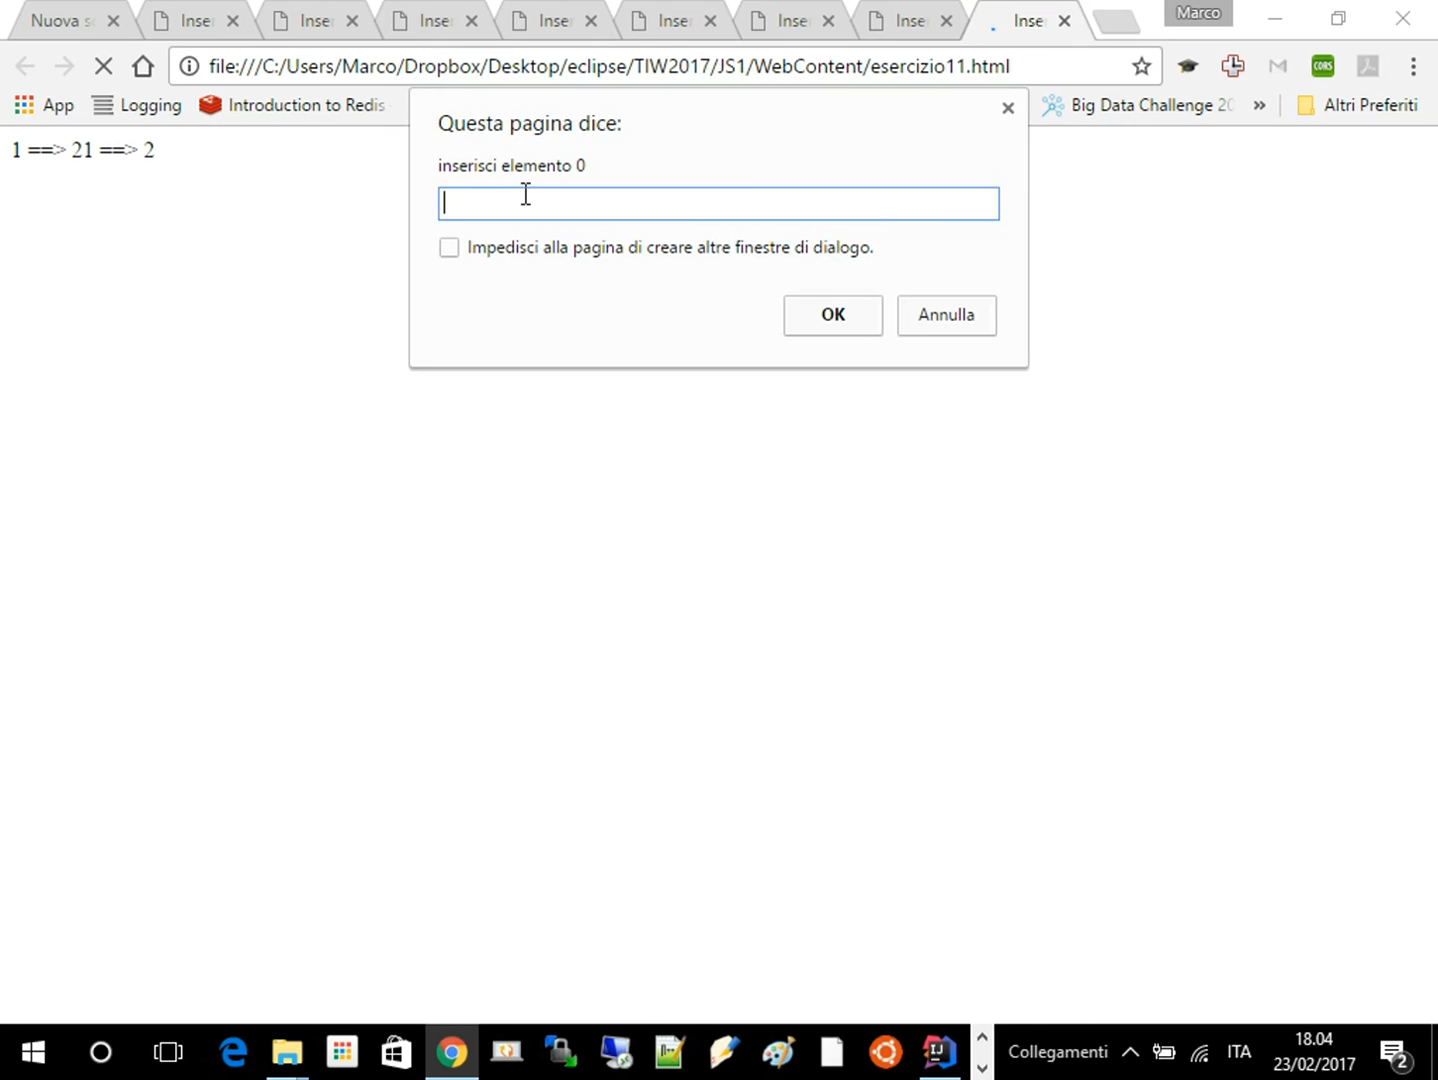 Nuova s
Inse
Inse
Inse
Inse
Inse
Inse
Inse
Inse
Marco
file:///C:/Users/Marco/Dropbox/Desktop/eclipse/TIW2017/JS1/WebContent/esercizio11.html
CORS
App
Logging
Introduction to Redis
Big Data Challenge 20
»
Altri Preferiti
1 ==> 21 ==> 2
Questa pagina dice:
inserisci elemento 0
Impedisci alla pagina di creare altre finestre di dialogo.
OK
Annulla
Collegamenti
ITA
18.04
23/02/2017
2